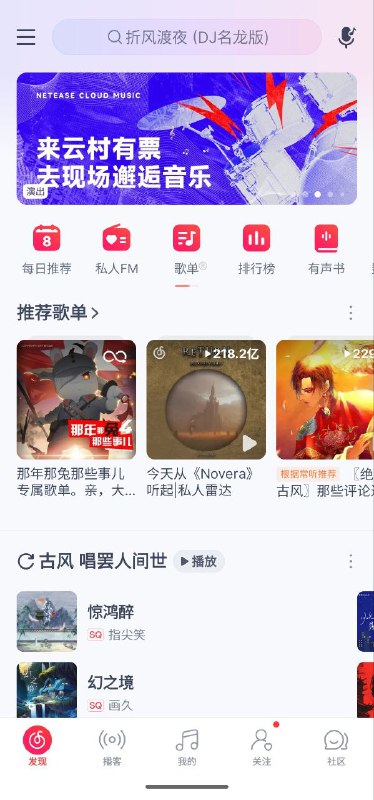 折风渡夜 (DJ名龙版)
NETEASE CLOUD MUSIC
来云村有票
去现场邂逅音乐
演出
8
每日推荐
私人FM
歌单
排行榜
有声书
推荐歌单
218.2亿
229
那年
那兔
那些事儿
那年那兔那些事儿
专属歌单。亲，大...
今天从《Novera》
听起|私人雷达
根据常听推荐
〖绝
古风〗那些评论过
古风 唱罢人间世
播放
惊鸿醉
SQ 指尖笑
幻之境
SQ 画久
发现
播客
我的
关注
社区